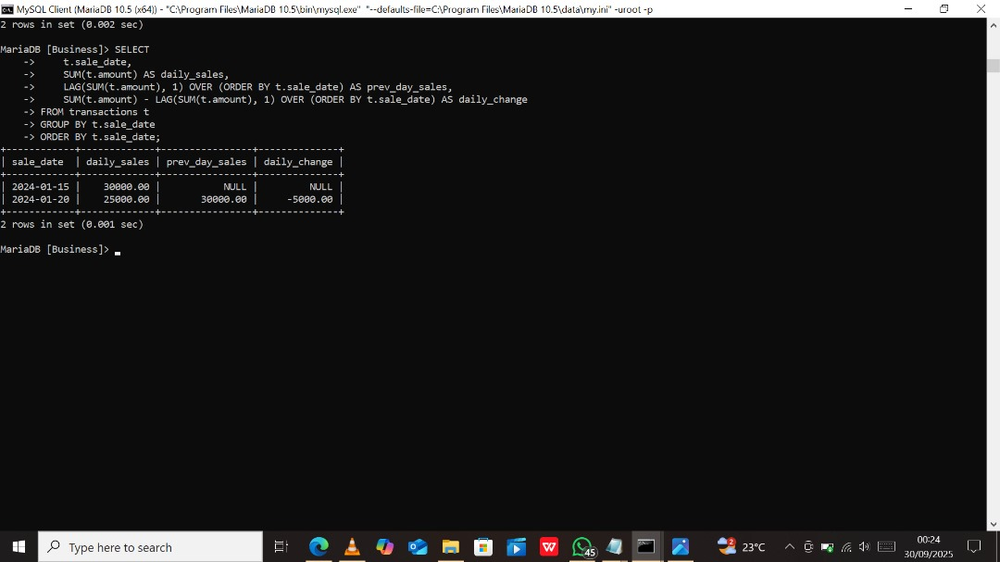 MySQL Client (MariaDB 10.5 (x64)) - "C:\Program Files\MariaDB 10.5\bin\mysql.exe" "--defaults-file=C:\Program Files\MariaDB 10.5\data\my.ini" -uroot -p
2 rows in set (0.002 sec)
MariaDB [Business]> SELECT
    ->     t.sale_date,
    ->     SUM(t.amount) AS daily_sales,
    ->     LAG(SUM(t.amount), 1) OVER (ORDER BY t.sale_date) AS prev_day_sales,
    ->     SUM(t.amount) - LAG(SUM(t.amount), 1) OVER (ORDER BY t.sale_date) AS daily_change
    -> FROM transactions t
    -> GROUP BY t.sale_date
    -> ORDER BY t.sale_date;
+------------+-------------+----------------+--------------+
| sale_date  | daily_sales | prev_day_sales | daily_change |
+------------+-------------+----------------+--------------+
| 2024-01-15 |    30000.00 |           NULL |         NULL |
| 2024-01-20 |    25000.00 |       30000.00 |     -5000.00 |
+------------+-------------+----------------+--------------+
2 rows in set (0.001 sec)
MariaDB [Business]> _
Type here to search
W
45
2
23°C
00:24
30/09/2025